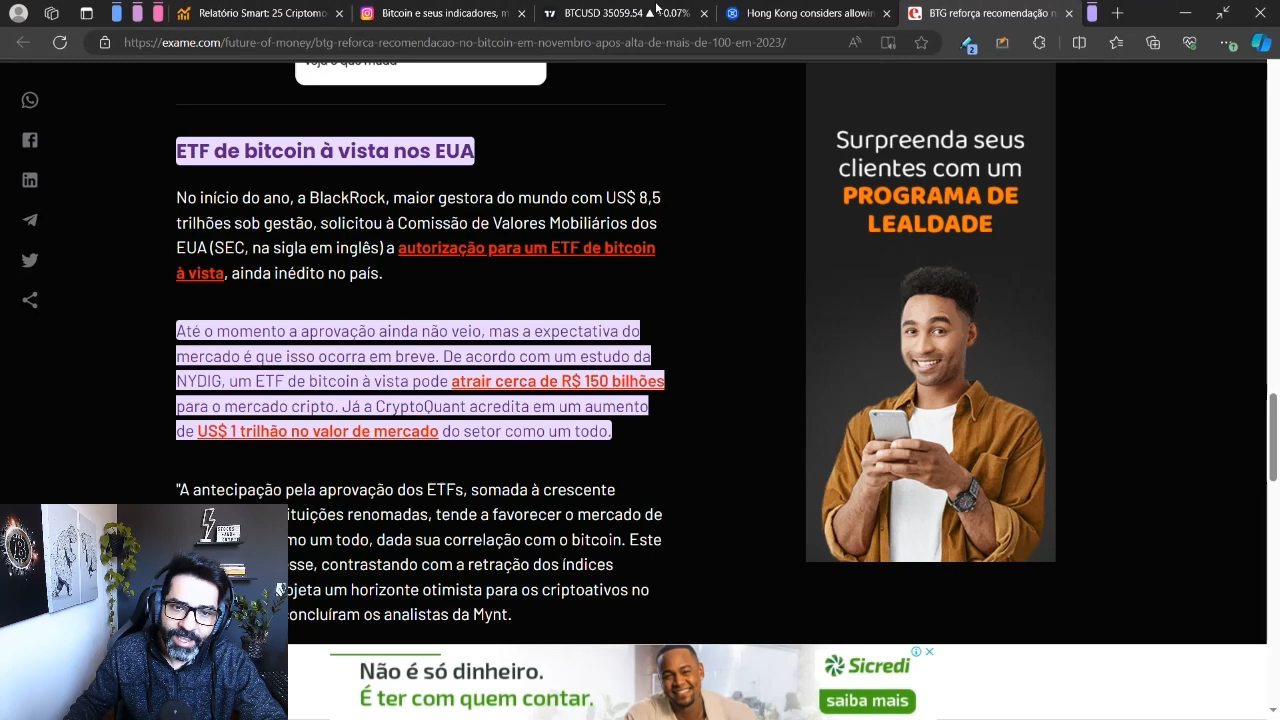 Relatório Smart: 25 Criptomo
Bitcoin e seus indicadores, m
BTCUSD 35059.54 ▲ +0.07%
Hong Kong considers allowin
BTG reforça recomendação n
https://exame.com/future-of-money/btg-reforca-recomendacao-no-bitcoin-em-novembro-apos-alta-de-mais-de-100-em-2023/
2
ETF de bitcoin à vista nos EUA
No início do ano, a BlackRock, maior gestora do mundo com US$ 8,5
trilhões sob gestão, solicitou à Comissão de Valores Mobiliários dos
EUA (SEC, na sigla em inglês) a autorização para um ETF de bitcoin
à vista, ainda inédito no país.
Até o momento a aprovação ainda não veio, mas a expectativa do
mercado é que isso ocorra em breve. De acordo com um estudo da
NYDIG, um ETF de bitcoin à vista pode atrair cerca de R$ 150 bilhões
para o mercado cripto. Já a CryptoQuant acredita em um aumento
de US$ 1 trilhão no valor de mercado do setor como um todo.
"A antecipação pela aprovação dos ETFs, somada à crescente
ituições renomadas, tende a favorecer o mercado de
mo um todo, dada sua correlação com o bitcoin. Este
sse, contrastando com a retração dos índices
ojeta um horizonte otimista para os criptoativos no
oncluíram os analistas da Mynt.
Surpreenda seus
clientes com um
PROGRAMA DE
LEALDADE
Não é só dinheiro.
É ter com quem contar.
Sicredi
saiba mais